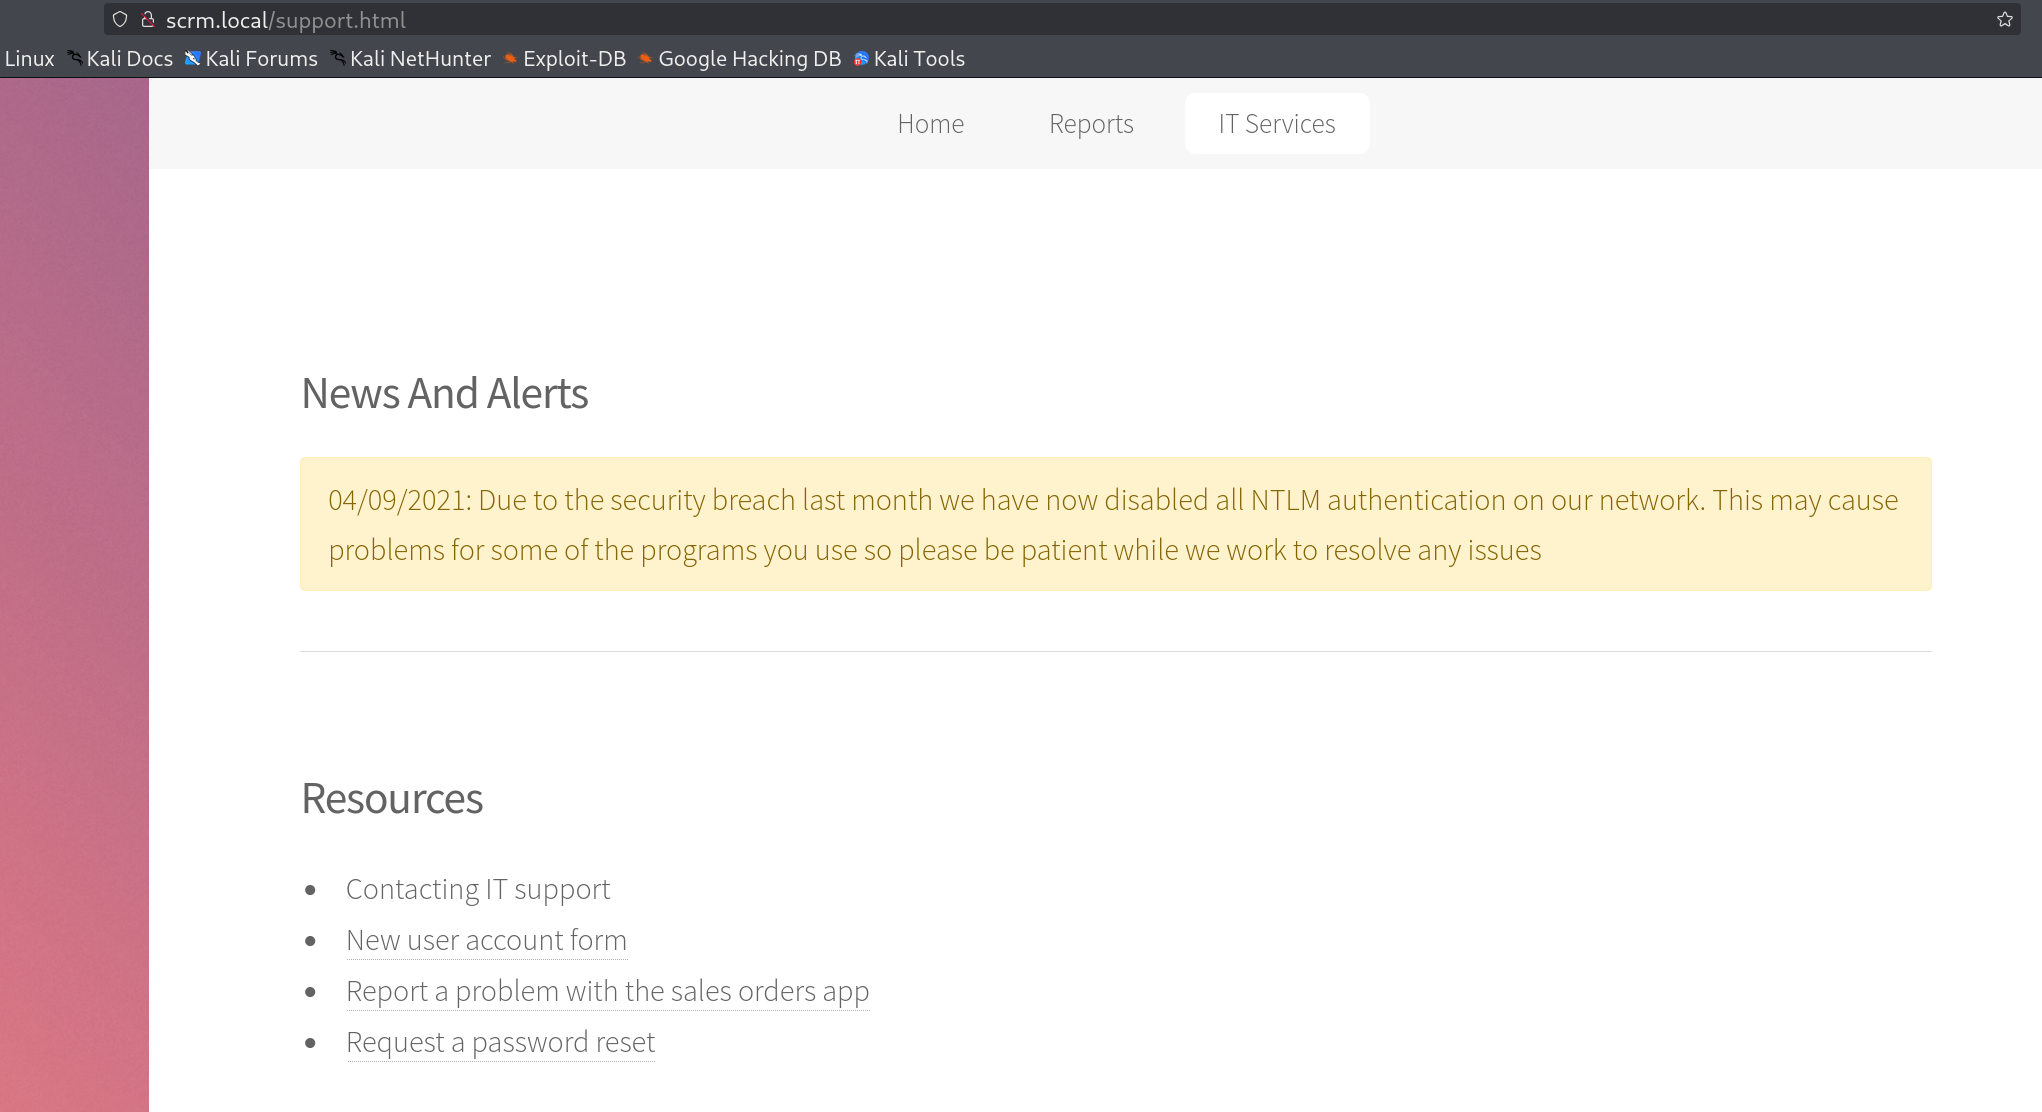 scrm.local/support.html
Linux Kali Docs Kali Forums Kali NetHunter Exploit-DB Google Hacking DB Kali Tools
Home Reports IT Services
News And Alerts
04/09/2021: Due to the security breach last month we have now disabled all NTLM authentication on our network. This may cause
problems for some of the programs you use so please be patient while we work to resolve any issues
Resources
Contacting IT support
New user account form
Report a problem with the sales orders app
Request a password reset